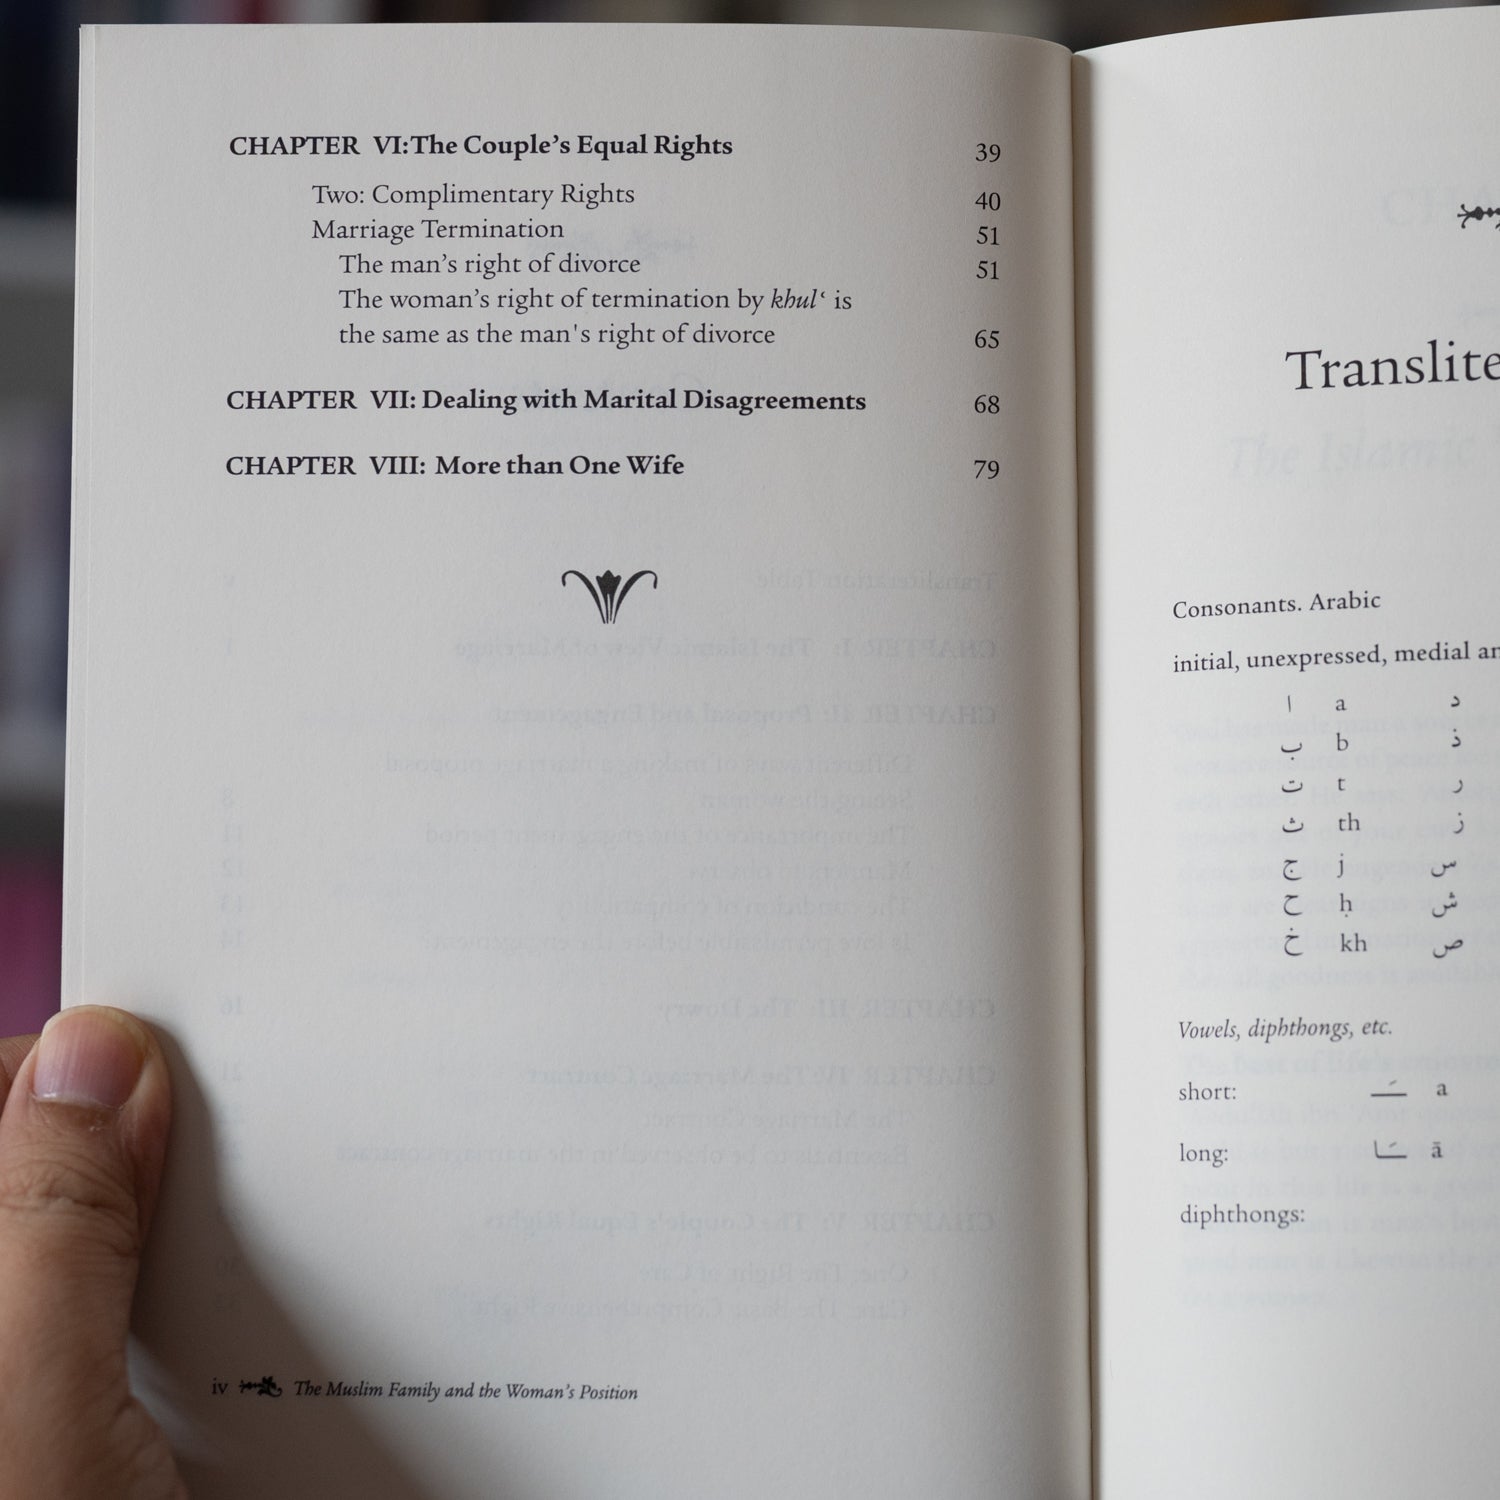 CHAPTER VI:The Couple's Equal Rights 39
Two: Complimentary Rights 40
Marriage Termination 51
The man's right of divorce 51
The woman's right of termination by khul‘ is
the same as the man's right of divorce 65
CHAPTER VII: Dealing with Marital Disagreements 68
CHAPTER VIII: More than One Wife 79
iv The Muslim Family and the Woman's Position
Consonants. Arabic
initial, unexpressed, medial
ا a د
ب b ذ
ت t ر
ث th ز
ج j س
ح ḥ ش
خ kh ص
Vowels, diphthongs, etc.
short: ـَ a
long: ـَا ā
diphthongs: